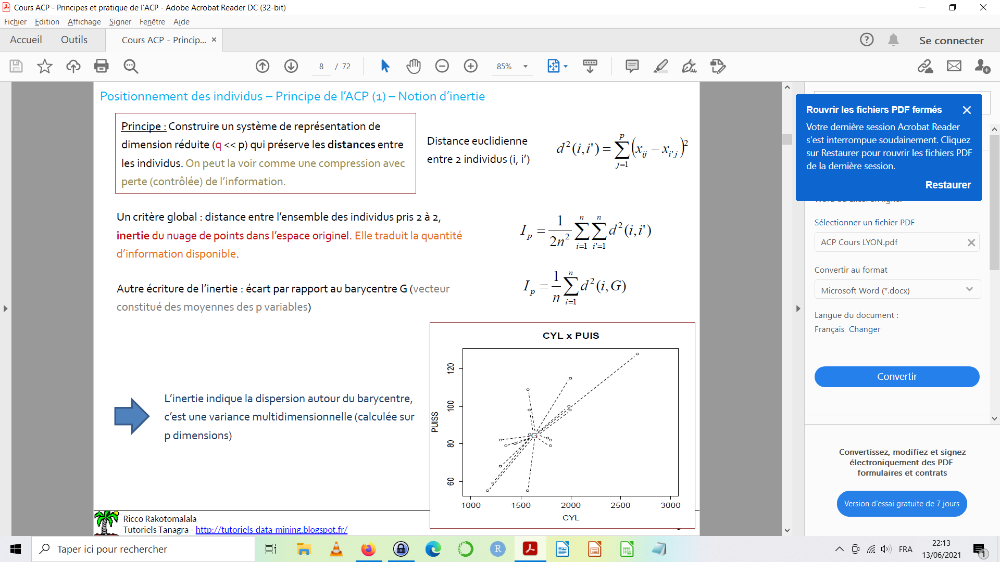 Cours ACP - Principes et pratique de l'ACP - Adobe Acrobat Reader DC (32-bit)
Fichier Edition Affichage Signer Fenêtre Aide
Accueil Outils Cours ACP - Princip... × Se connecter
8 / 72 85%
Positionnement des individus – Principe de l'ACP (1) – Notion d'inertie
Principe : Construire un système de représentation de
dimension réduite (q << p) qui préserve les distances entre
les individus. On peut la voir comme une compression avec
perte (contrôlée) de l'information.
Distance euclidienne
entre 2 individus (i, i')
d²(i,i') = ∑_{j=1}^{p} (x_{ij} − x_{i'j})²
Un critère global : distance entre l'ensemble des individus pris 2 à 2,
inertie du nuage de points dans l'espace originel. Elle traduit la quantité
d'information disponible.
I_p = 1/(2n²) ∑_{i=1}^{n} ∑_{i'=1}^{n} d²(i,i')
Autre écriture de l'inertie : écart par rapport au barycentre G (vecteur
constitué des moyennes des p variables)
I_p = 1/n ∑_{i=1}^{n} d²(i,G)
L'inertie indique la dispersion autour du barycentre,
c'est une variance multidimensionnelle (calculée sur
p dimensions)
CYL x PUIS
PUISS
120
100
80
60
G
1000 1500 2000 2500 3000
CYL
Ricco Rakotomalala
Tutoriels Tanagra - http://tutoriels-data-mining.blogspot.fr/
Rouvrir les fichiers PDF fermés
Votre dernière session Acrobat Reader
s'est interrompue soudainement. Cliquez
sur Restaurer pour rouvrir les fichiers PDF
de la dernière session.
Restaurer
Word ou Excel en ligne.
Sélectionner un fichier PDF
ACP Cours LYON.pdf
Convertir au format
Microsoft Word (*.docx)
Langue du document :
Français Changer
Convertir
Convertissez, modifiez et signez
électroniquement des PDF
formulaires et contrats
Version d'essai gratuite de 7 jours
Taper ici pour rechercher
R
FRA
22:13
13/06/2021
1